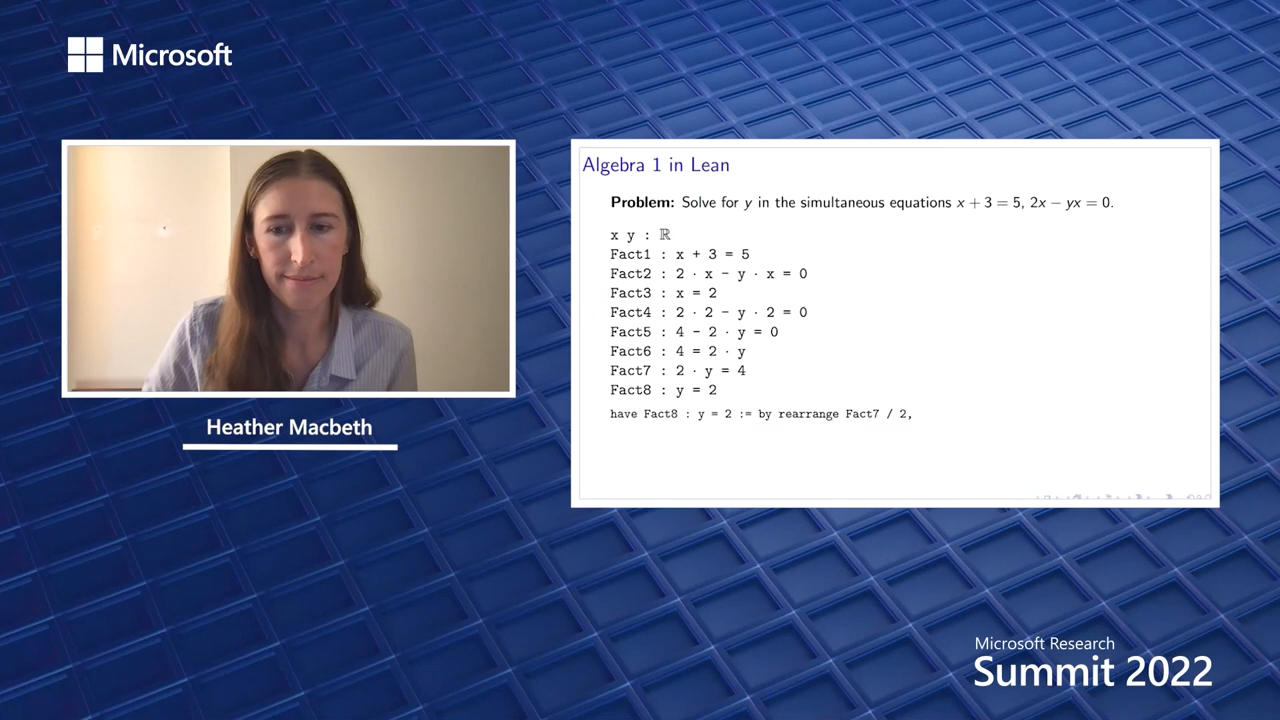 Microsoft
Heather Macbeth
Algebra 1 in Lean
Problem: Solve for y in the simultaneous equations x + 3 = 5, 2x − yx = 0.
x y : ℝ
Fact1 : x + 3 = 5
Fact2 : 2 · x - y · x = 0
Fact3 : x = 2
Fact4 : 2 · 2 - y · 2 = 0
Fact5 : 4 - 2 · y = 0
Fact6 : 4 = 2 · y
Fact7 : 2 · y = 4
Fact8 : y = 2
have Fact8 : y = 2 := by rearrange Fact7 / 2,
Microsoft Research
Summit 2022